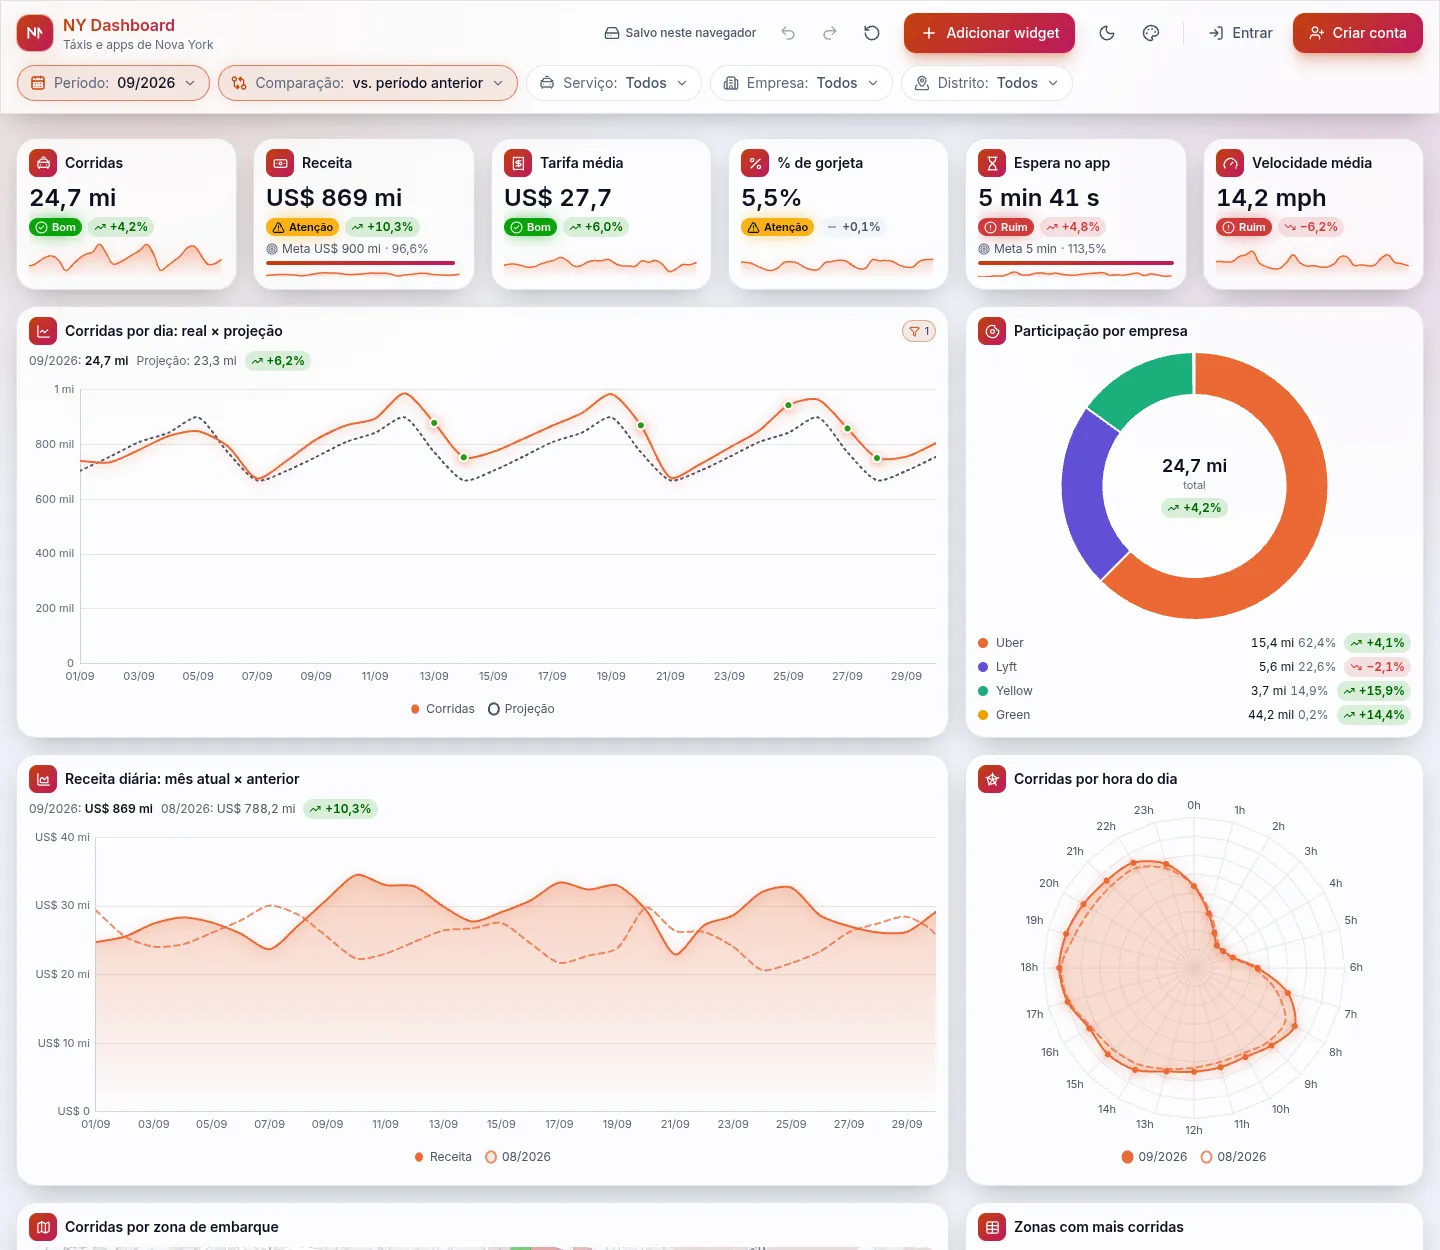 NY Dashboard
Táxis e apps de Nova York
Salvo neste navegador
Adicionar widget
Entrar
Criar conta
Período: 09/2026
Comparação: vs. período anterior
Serviço: Todos
Empresa: Todos
Distrito: Todos
Corridas
24,7 mi
Bom
+4,2%
Receita
US$ 869 mi
Atenção
+10,3%
Meta US$ 900 mi · 96,6%
Tarifa média
US$ 27,7
Bom
+6,0%
% de gorjeta
5,5%
Atenção
+0,1%
Espera no app
5 min 41 s
Ruim
+4,8%
Meta 5 min · 113,5%
Velocidade média
14,2 mph
Ruim
−6,2%
Corridas por dia: real × projeção
1
09/2026: 24,7 mi Projeção: 23,3 mi +6,2%
1 mi
800 mil
600 mil
400 mil
200 mil
0
01/09 03/09 05/09 07/09 09/09 11/09 13/09 15/09 17/09 19/09 21/09 23/09 25/09 27/09 29/09
Corridas Projeção
Participação por empresa
24,7 mi
total
+4,2%
Uber 15,4 mi 62,4% +4,1%
Lyft 5,6 mi 22,6% −2,1%
Yellow 3,7 mi 14,9% +15,9%
Green 44,2 mil 0,2% +14,4%
Receita diária: mês atual × anterior
09/2026: US$ 869 mi 08/2026: US$ 788,2 mi +10,3%
US$ 40 mi
US$ 30 mi
US$ 20 mi
US$ 10 mi
US$ 0
01/09 03/09 05/09 07/09 09/09 11/09 13/09 15/09 17/09 19/09 21/09 23/09 25/09 27/09 29/09
Receita 08/2026
Corridas por hora do dia
0h
1h
2h
3h
4h
5h
6h
7h
8h
9h
10h
11h
12h
13h
14h
15h
16h
17h
18h
19h
20h
21h
22h
23h
09/2026 08/2026
Corridas por zona de embarque
Zonas com mais corridas